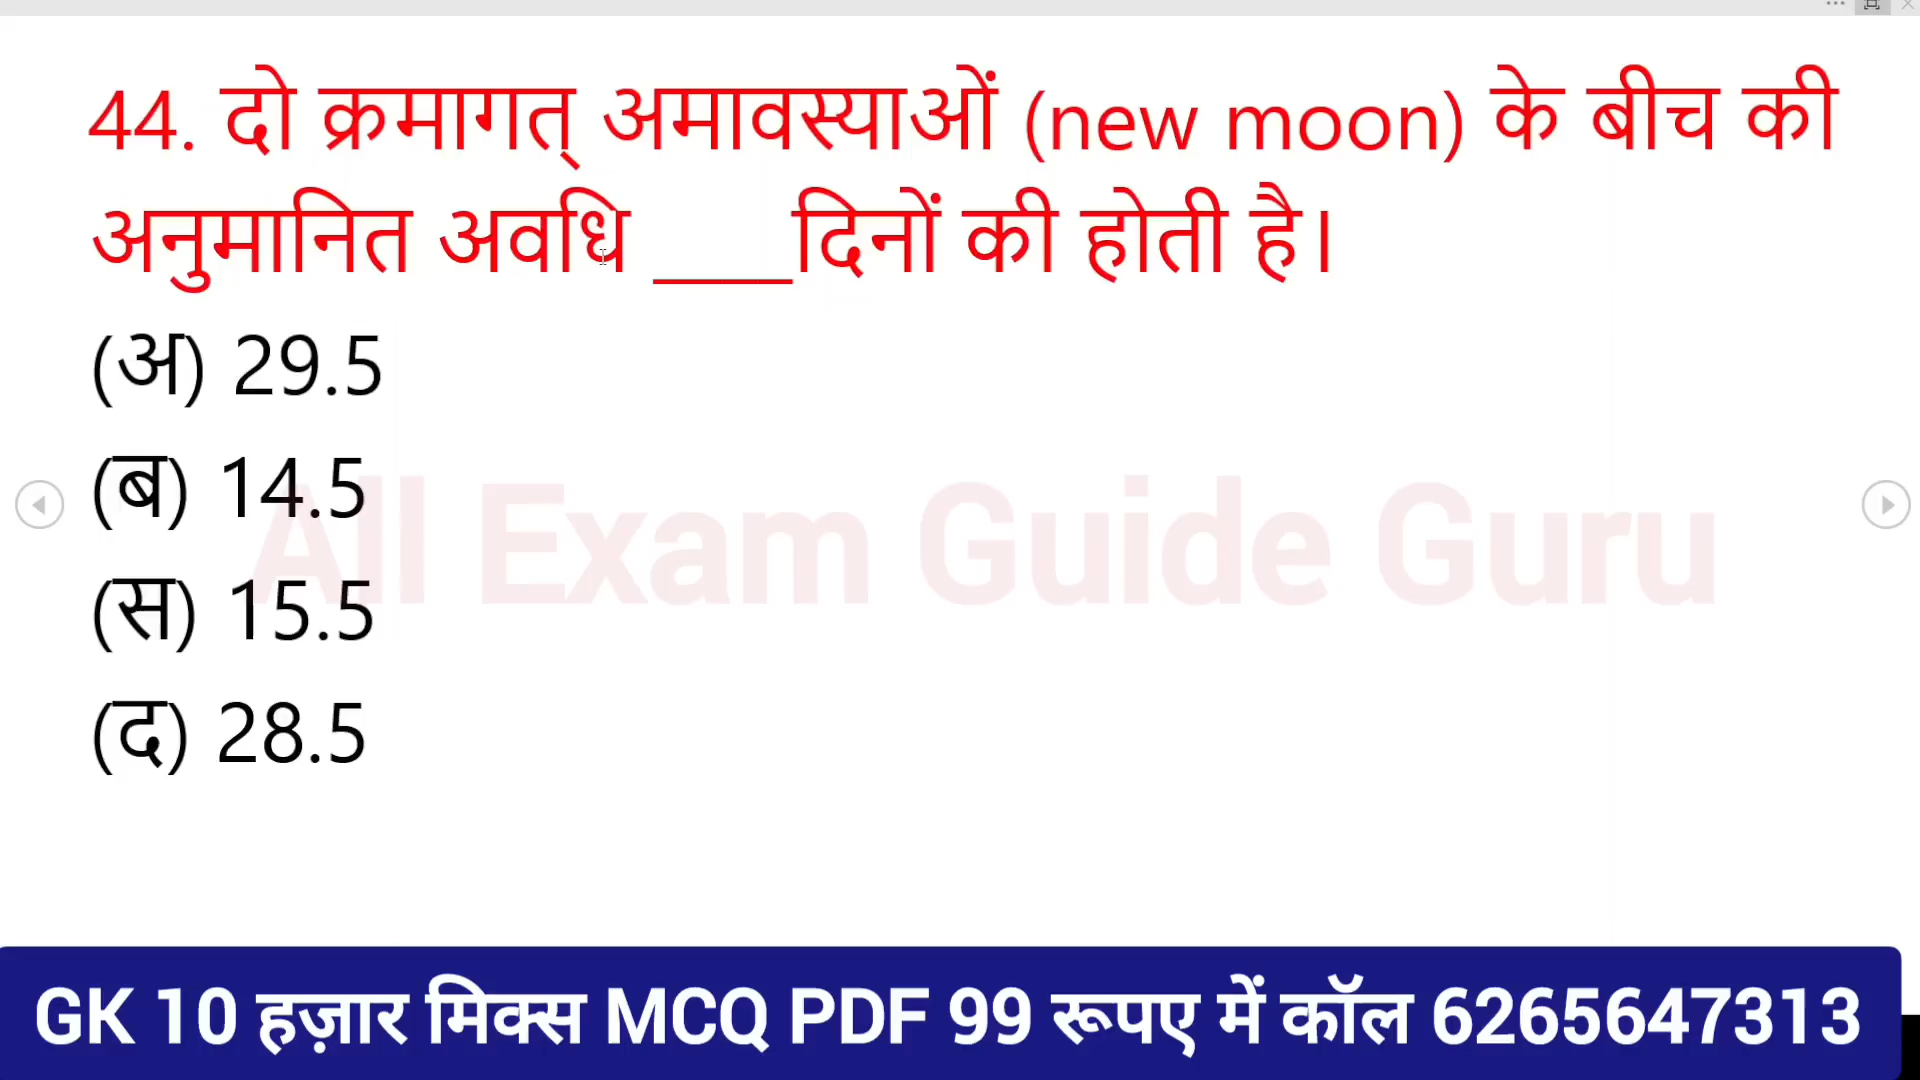 44. दो क्रमागत् अमावस्याओं (new moon) के बीच की
अनुमानित अवधि ____दिनों की होती है।
(अ) 29.5
(ब) 14.5
(स) 15.5
(द) 28.5
All Exam Guide Guru
GK 10 हज़ार मिक्स MCQ PDF 99 रूपए में कॉल 6265647313